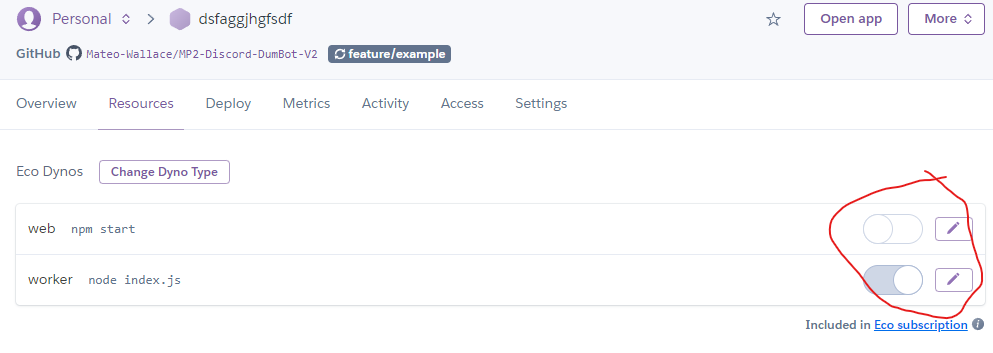 Personal dsfaggjhgfsdf Open app More
GitHub Mateo-Wallace/MP2-Discord-DumBot-V2 feature/example
Overview Resources Deploy Metrics Activity Access Settings
Eco Dynos Change Dyno Type
web npm start
worker node index.js
Included in Eco subscription